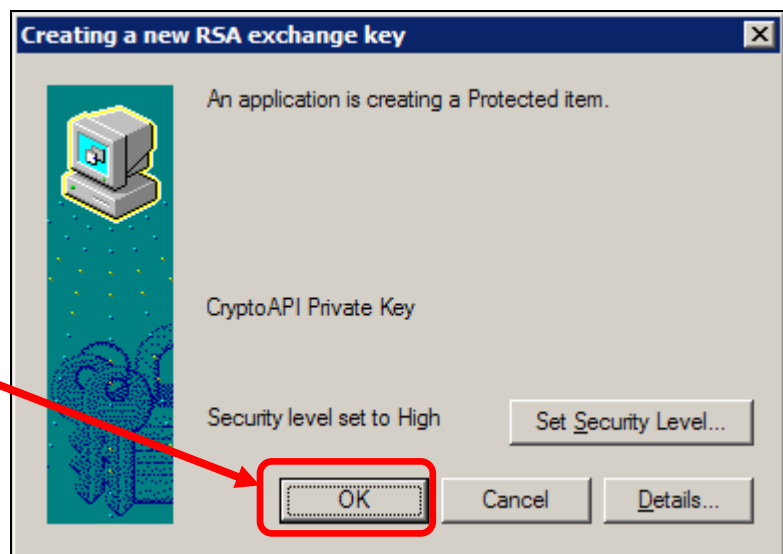 Creating a new RSA exchange key
An application is creating a Protected item.
CryptoAPI Private Key
Security level set to High
Set Security Level...
OK
Cancel
Details...